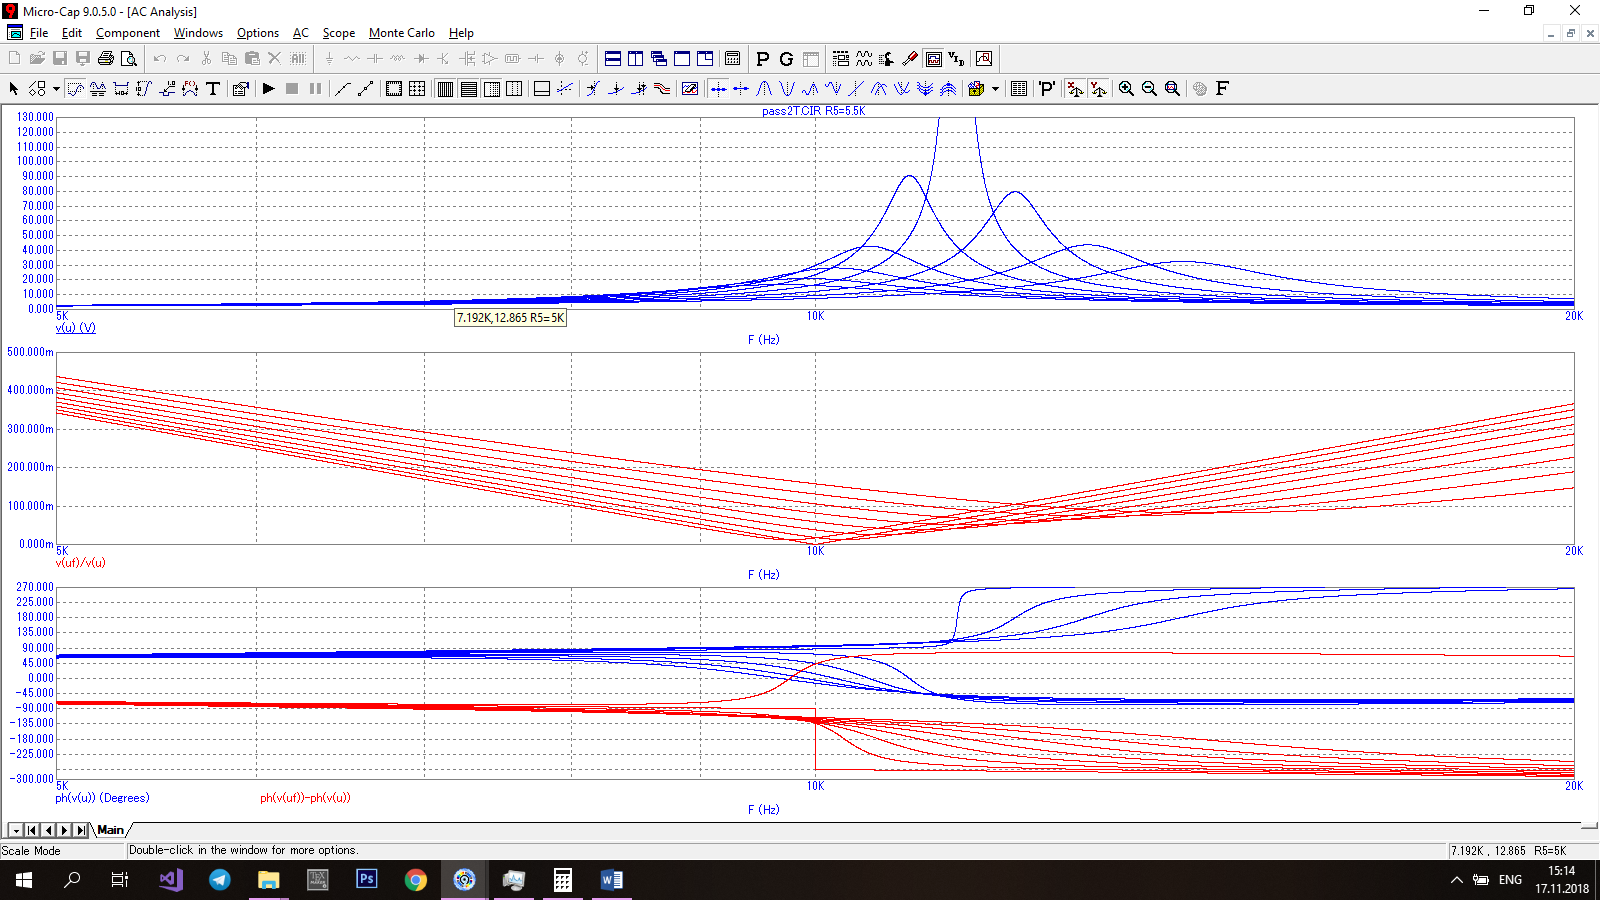 Micro-Cap 9.0.5.0 - [AC Analysis]
File Edit Component Windows Options AC Scope Monte Carlo Help
pass2T.CIR R5=5.5K
130.000
120.000
110.000
100.000
90.000
80.000
70.000
60.000
50.000
40.000
30.000
20.000
10.000
0.000
5K 10K 20K
v(u) (V)
F (Hz)
7.192K,12.865 R5=5K
500.000m
400.000m
300.000m
200.000m
100.000m
0.000m
5K 10K 20K
v(uf)/v(u)
F (Hz)
270.000
225.000
180.000
135.000
90.000
45.000
0.000
-45.000
-90.000
-135.000
-180.000
-225.000
-300.000
5K 10K 20K
ph(v(u)) (Degrees) ph(v(uf))-ph(v(u))
F (Hz)
Main
Scale Mode Double-click in the window for more options. 7.192K , 12.865 R5=5K
ENG
15:14
17.11.2018